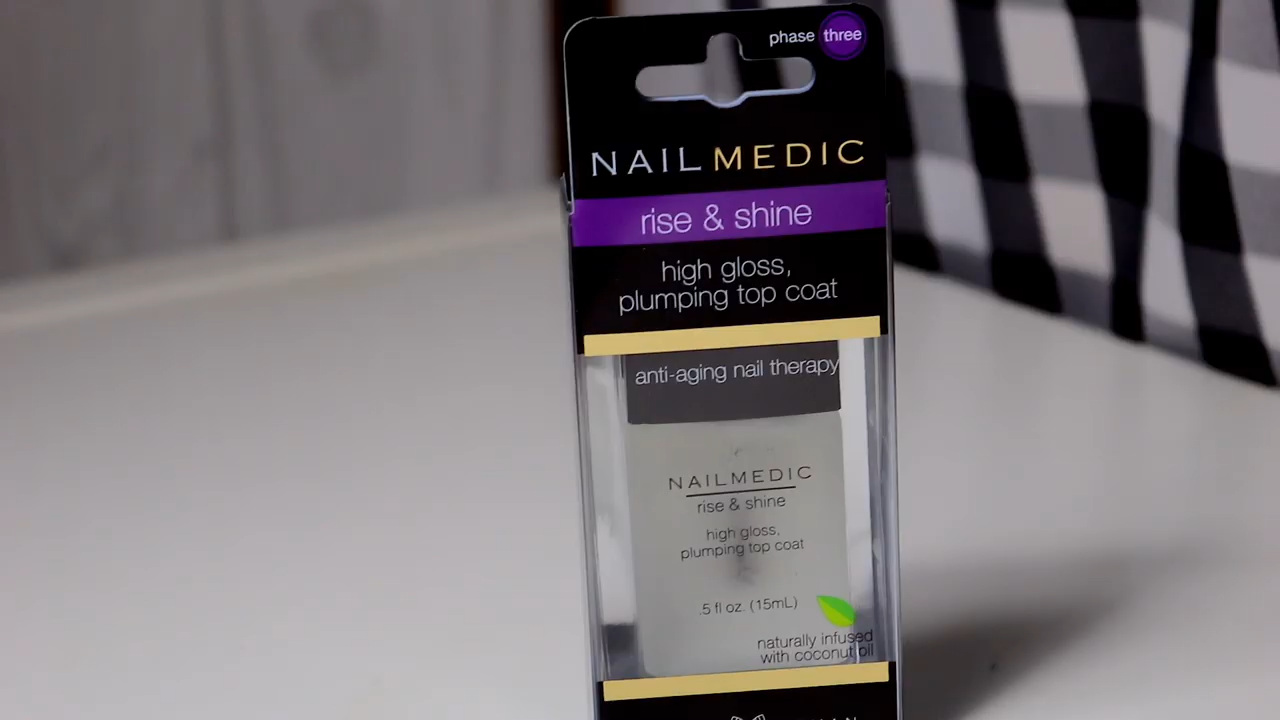 phase three
NAILMEDIC
rise & shine
high gloss,
plumping top coat
anti-aging nail therapy
NAILMEDIC
rise & shine
high gloss,
plumping top coat
.5 fl oz. (15mL)
naturally infused
with coconut oil